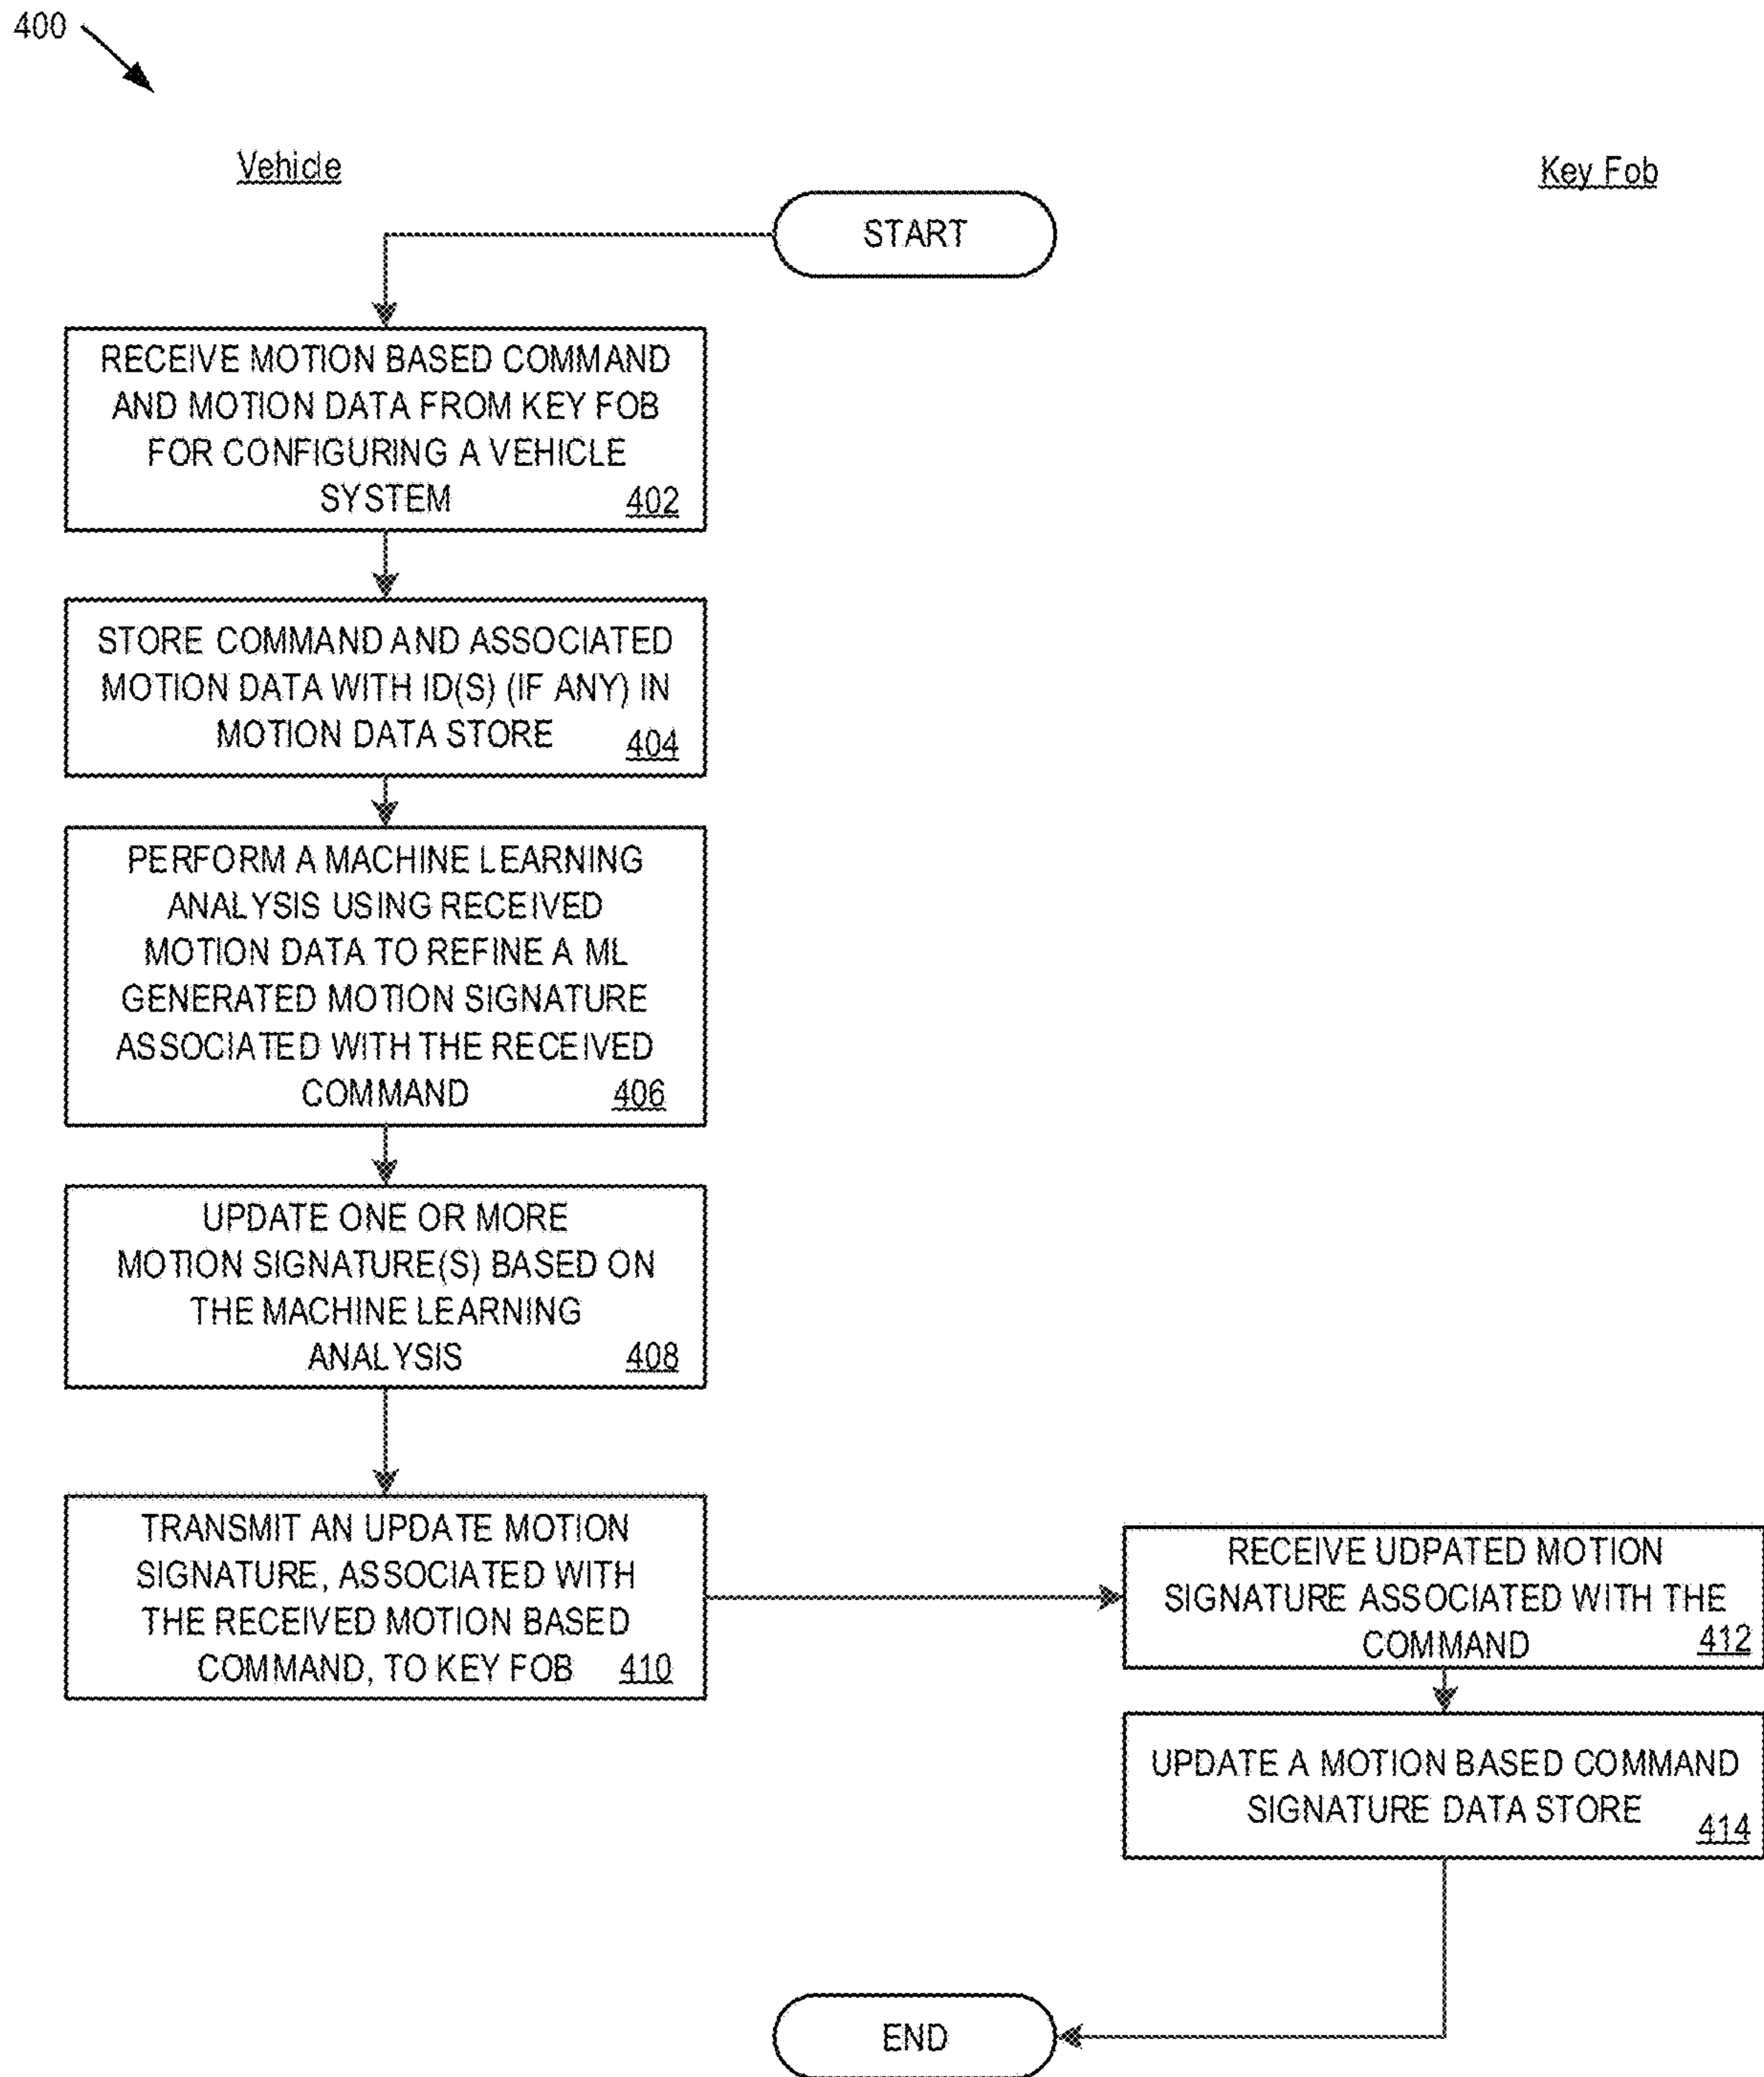 400
Vehicle
Key Fob
START
RECEIVE MOTION BASED COMMAND
AND MOTION DATA FROM KEY FOB
FOR CONFIGURING A VEHICLE
SYSTEM 402
STORE COMMAND AND ASSOCIATED
MOTION DATA WITH ID(S) (IF ANY) IN
MOTION DATA STORE 404
PERFORM A MACHINE LEARNING
ANALYSIS USING RECEIVED
MOTION DATA TO REFINE A ML
GENERATED MOTION SIGNATURE
ASSOCIATED WITH THE RECEIVED
COMMAND 406
UPDATE ONE OR MORE
MOTION SIGNATURE(S) BASED ON
THE MACHINE LEARNING
ANALYSIS 408
TRANSMIT AN UPDATE MOTION
SIGNATURE, ASSOCIATED WITH
THE RECEIVED MOTION BASED
COMMAND, TO KEY FOB 410
RECEIVE UDPATED MOTION
SIGNATURE ASSOCIATED WITH THE
COMMAND 412
UPDATE A MOTION BASED COMMAND
SIGNATURE DATA STORE 414
END